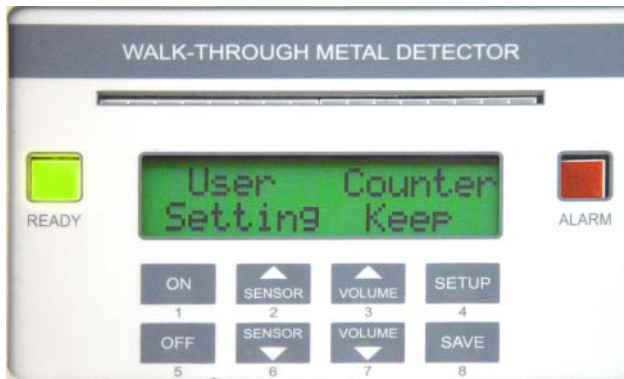 WALK-THROUGH METAL DETECTOR
User Counter
Setting Keep
READY
ALARM
ON SENSOR VOLUME SETUP
1 2 3 4
OFF SENSOR VOLUME SAVE
5 6 7 8